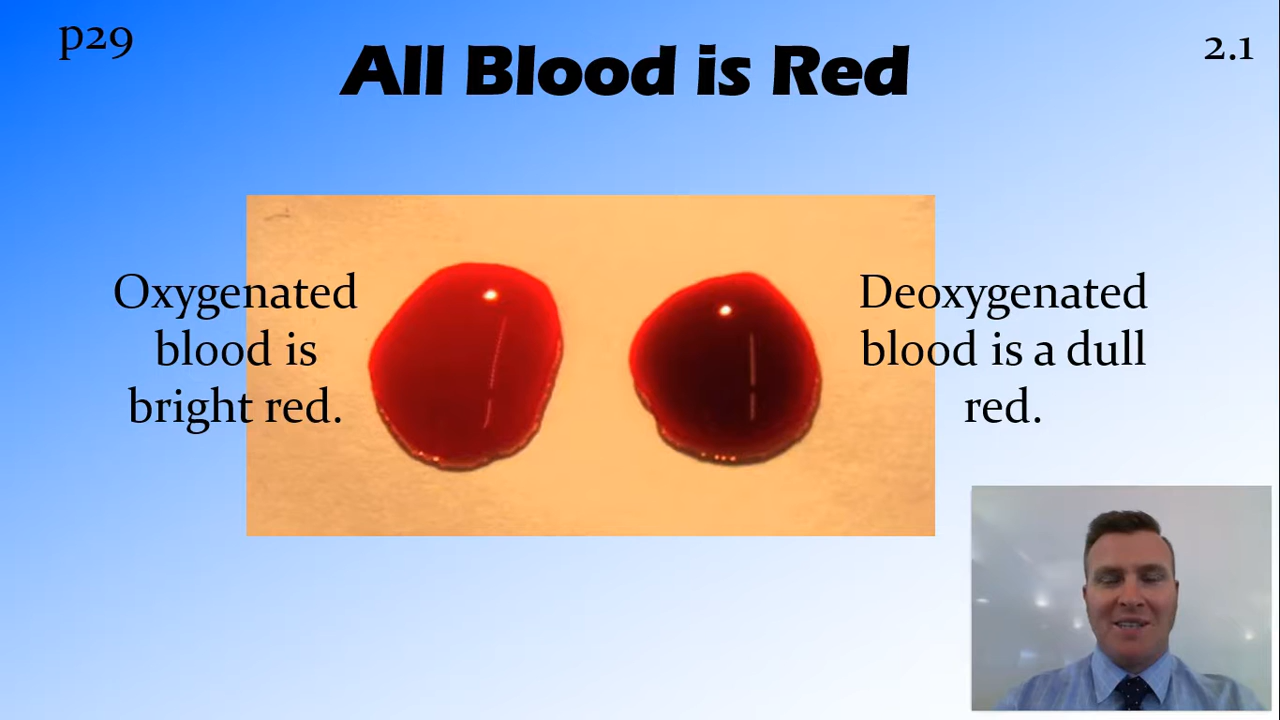 p29
All Blood is Red
2.1
Oxygenated
blood is
bright red.
Deoxygenated
blood is a dull
red.